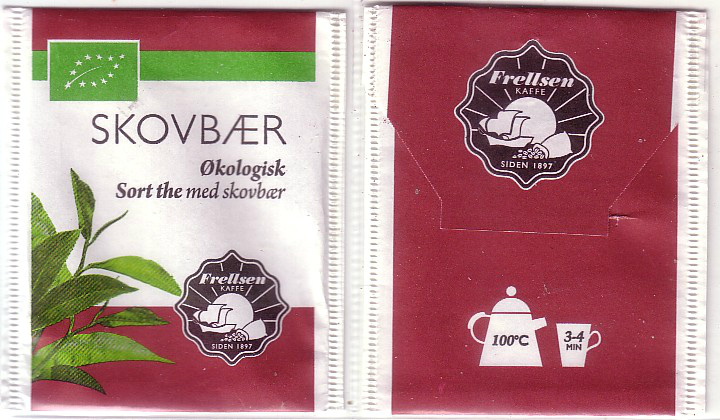 SKOVBÆR
Økologisk
Sort the med skovbær
Frellsen
KAFFE
SIDEN 1897
Frellsen
KAFFE
SIDEN 1897
100°C
3-4
MIN